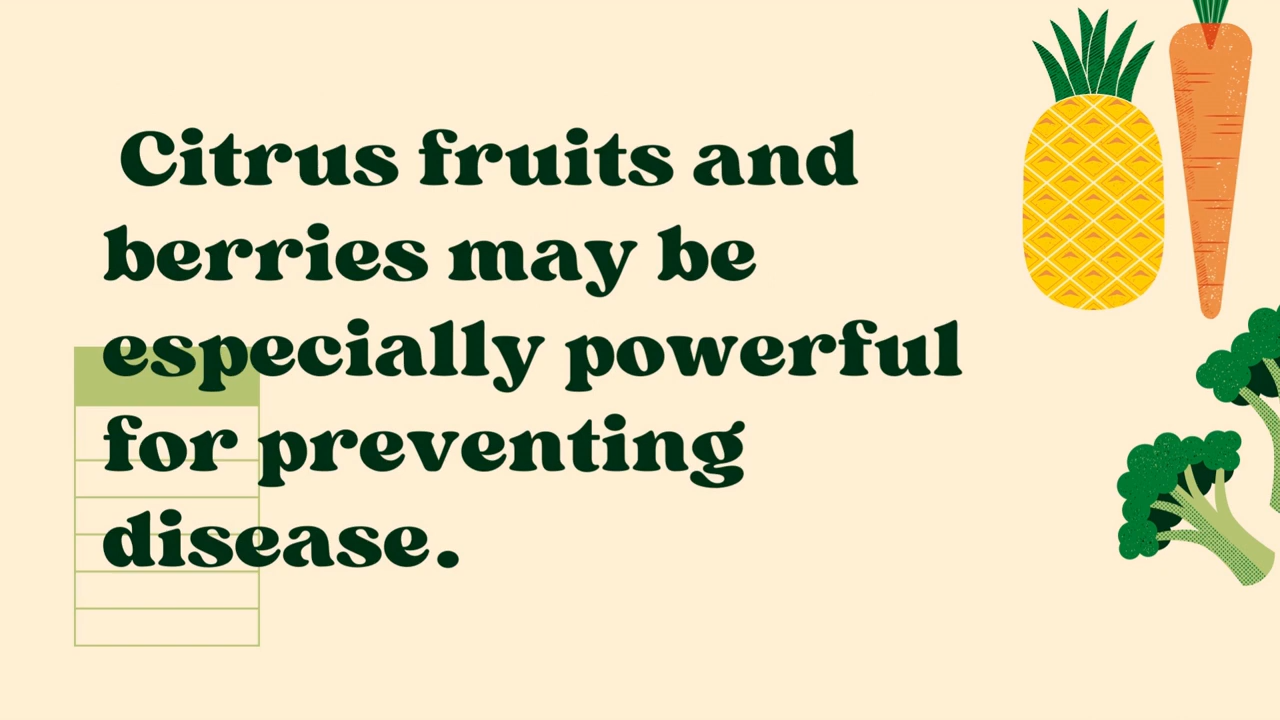 Citrus fruits and
berries may be
especially powerful
for preventing
disease.